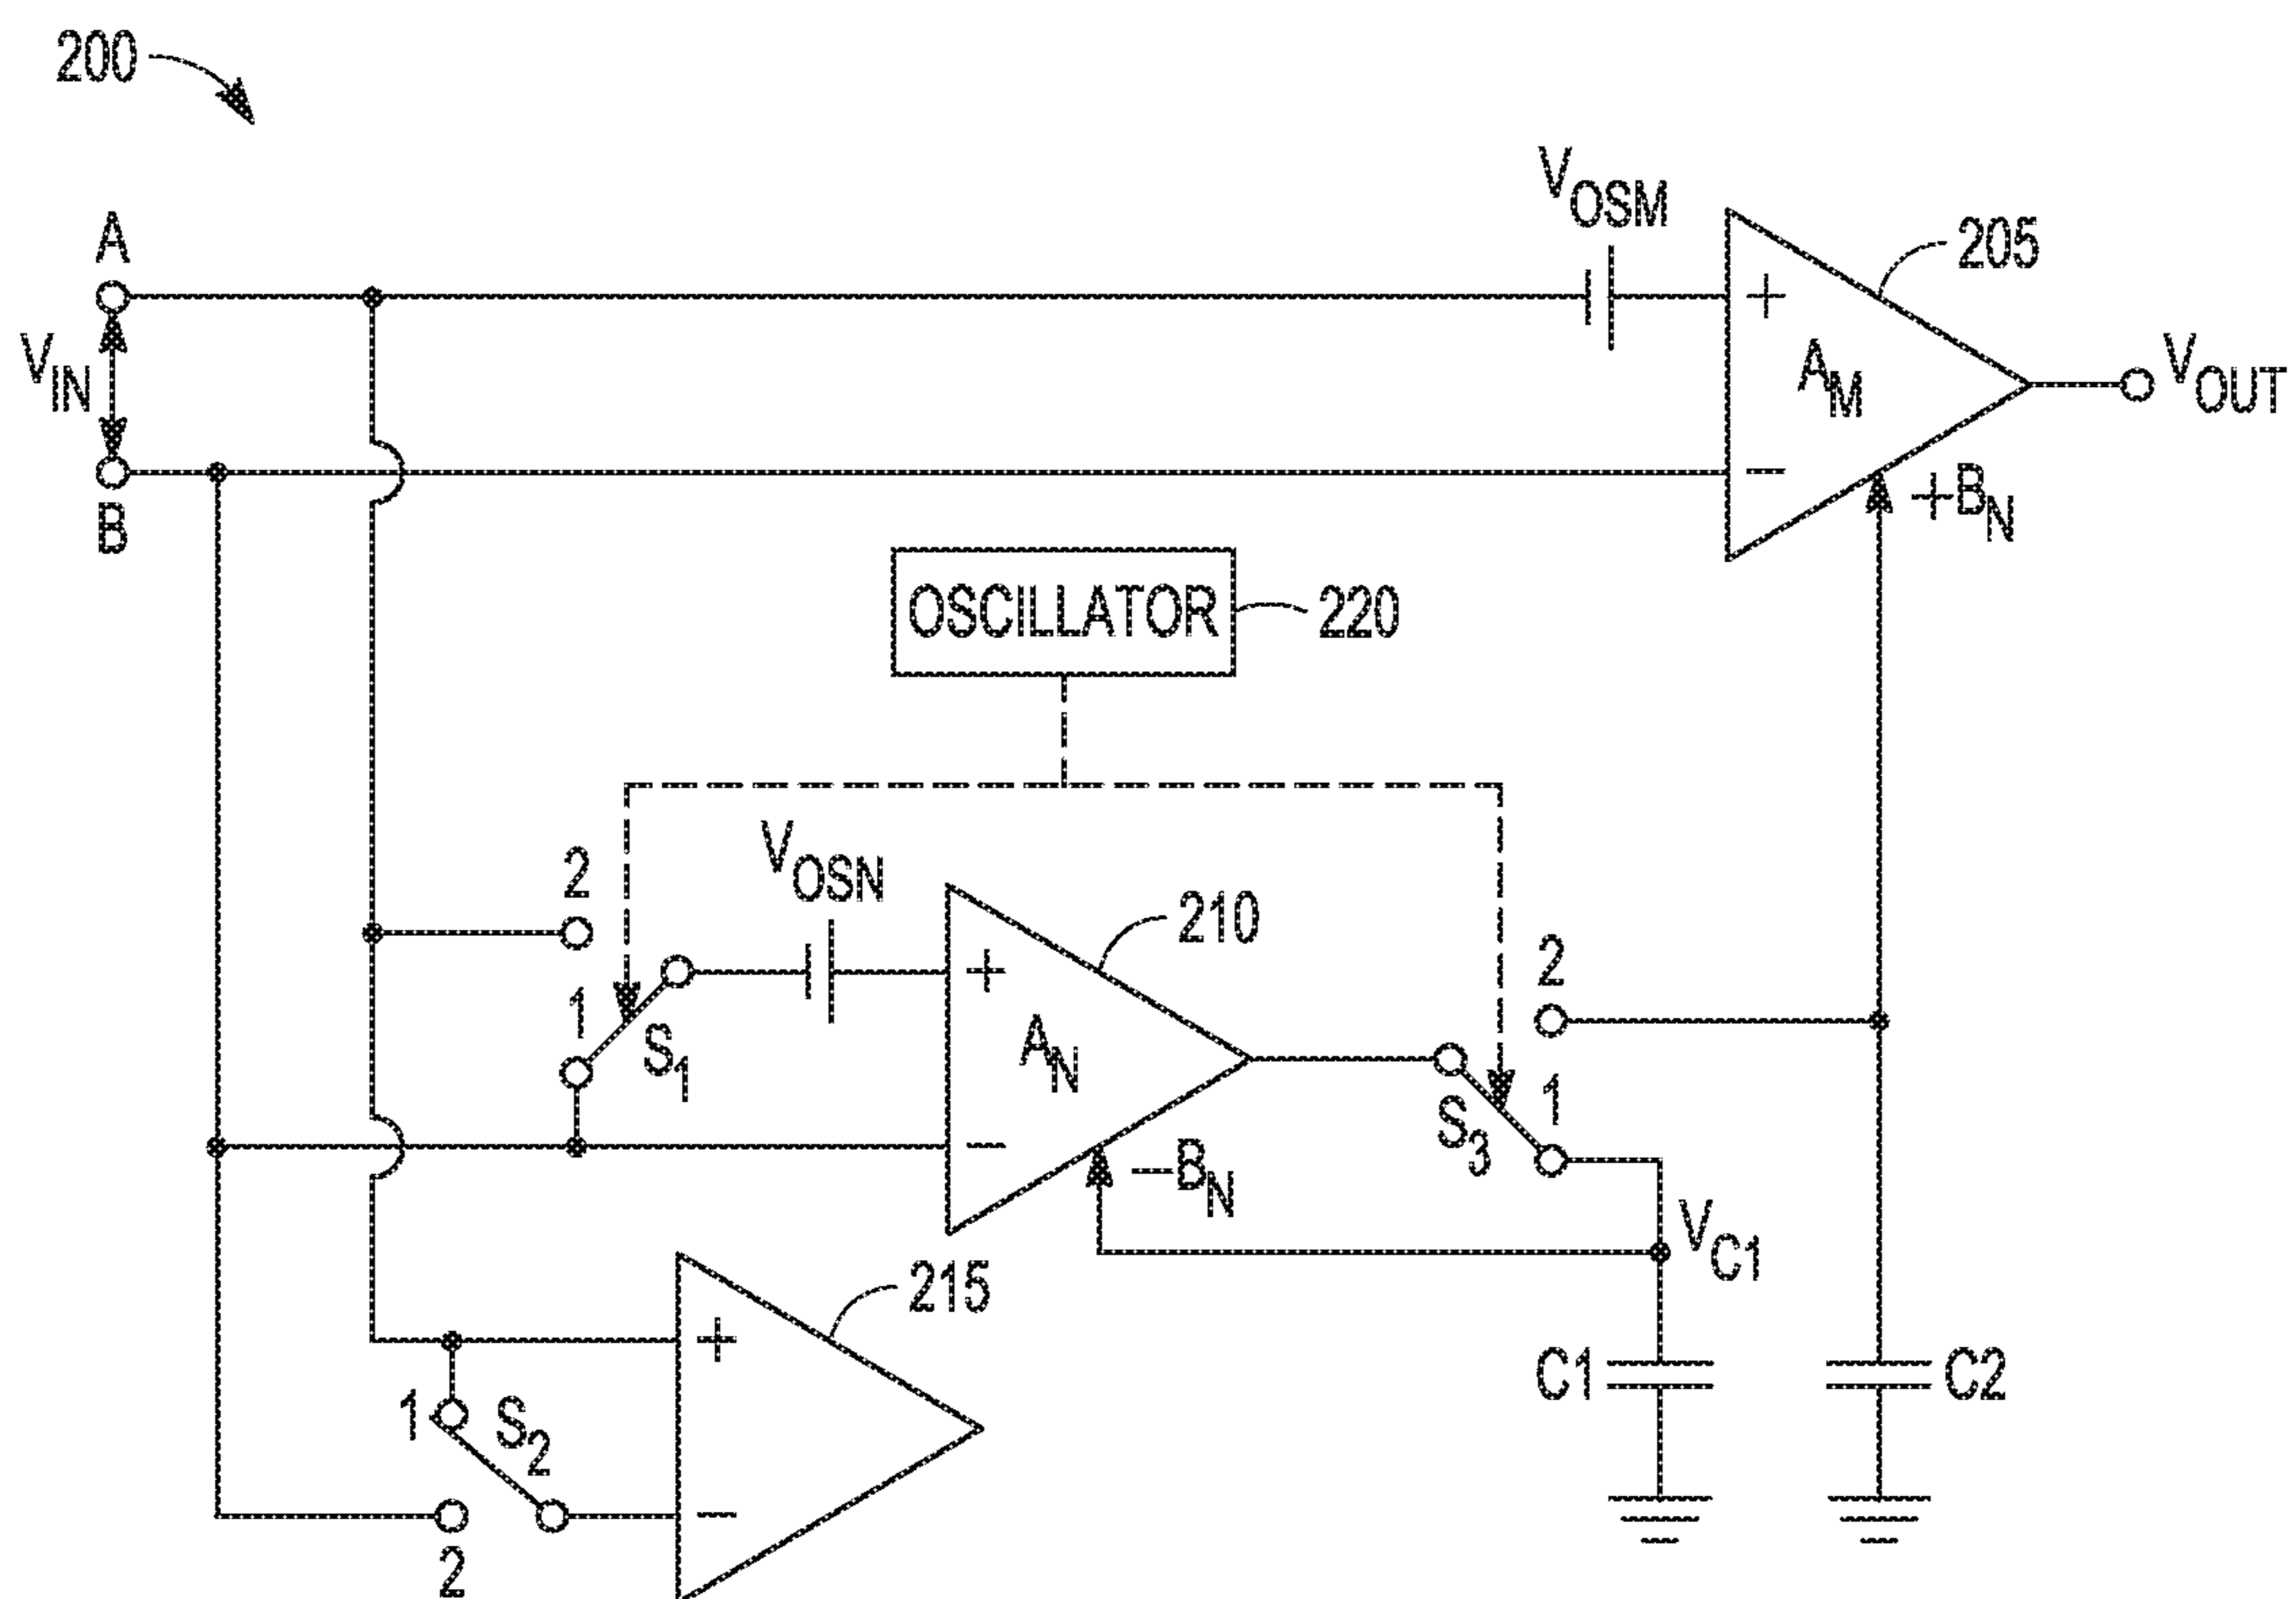 200
V_OSM
A
205
V_IN
A_M
V_OUT
+
−
B
+B_N
OSCILLATOR
220
2
V_OSN
210
1
S_1
+
A_N
−
−B_N
2
1
S_3
V_C1
215
+
−
1
S_2
2
C1
C2